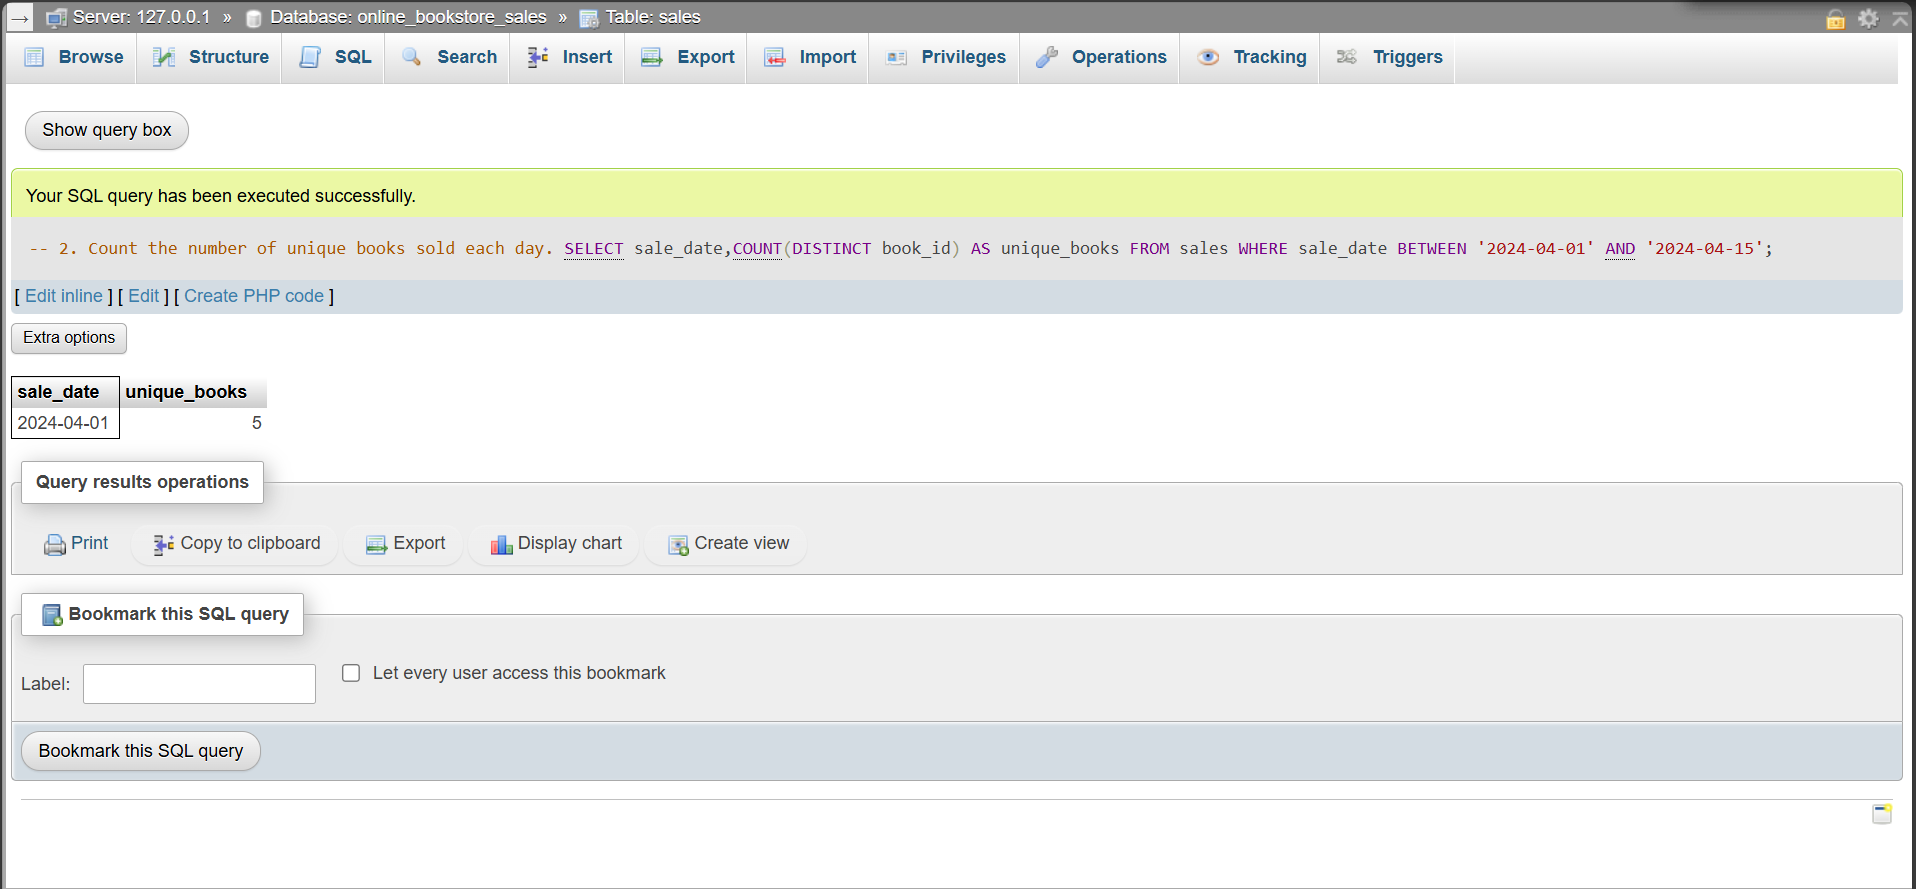 → Server: 127.0.0.1 » Database: online_bookstore_sales » Table: sales
Browse Structure SQL Search Insert Export Import Privileges Operations Tracking Triggers
Show query box
Your SQL query has been executed successfully.
-- 2. Count the number of unique books sold each day. SELECT sale_date,COUNT(DISTINCT book_id) AS unique_books FROM sales WHERE sale_date BETWEEN '2024-04-01' AND '2024-04-15';
[ Edit inline ] [ Edit ] [ Create PHP code ]
Extra options
sale_date unique_books
2024-04-01 5
Query results operations
Print Copy to clipboard Export Display chart Create view
Bookmark this SQL query
Label: Let every user access this bookmark
Bookmark this SQL query